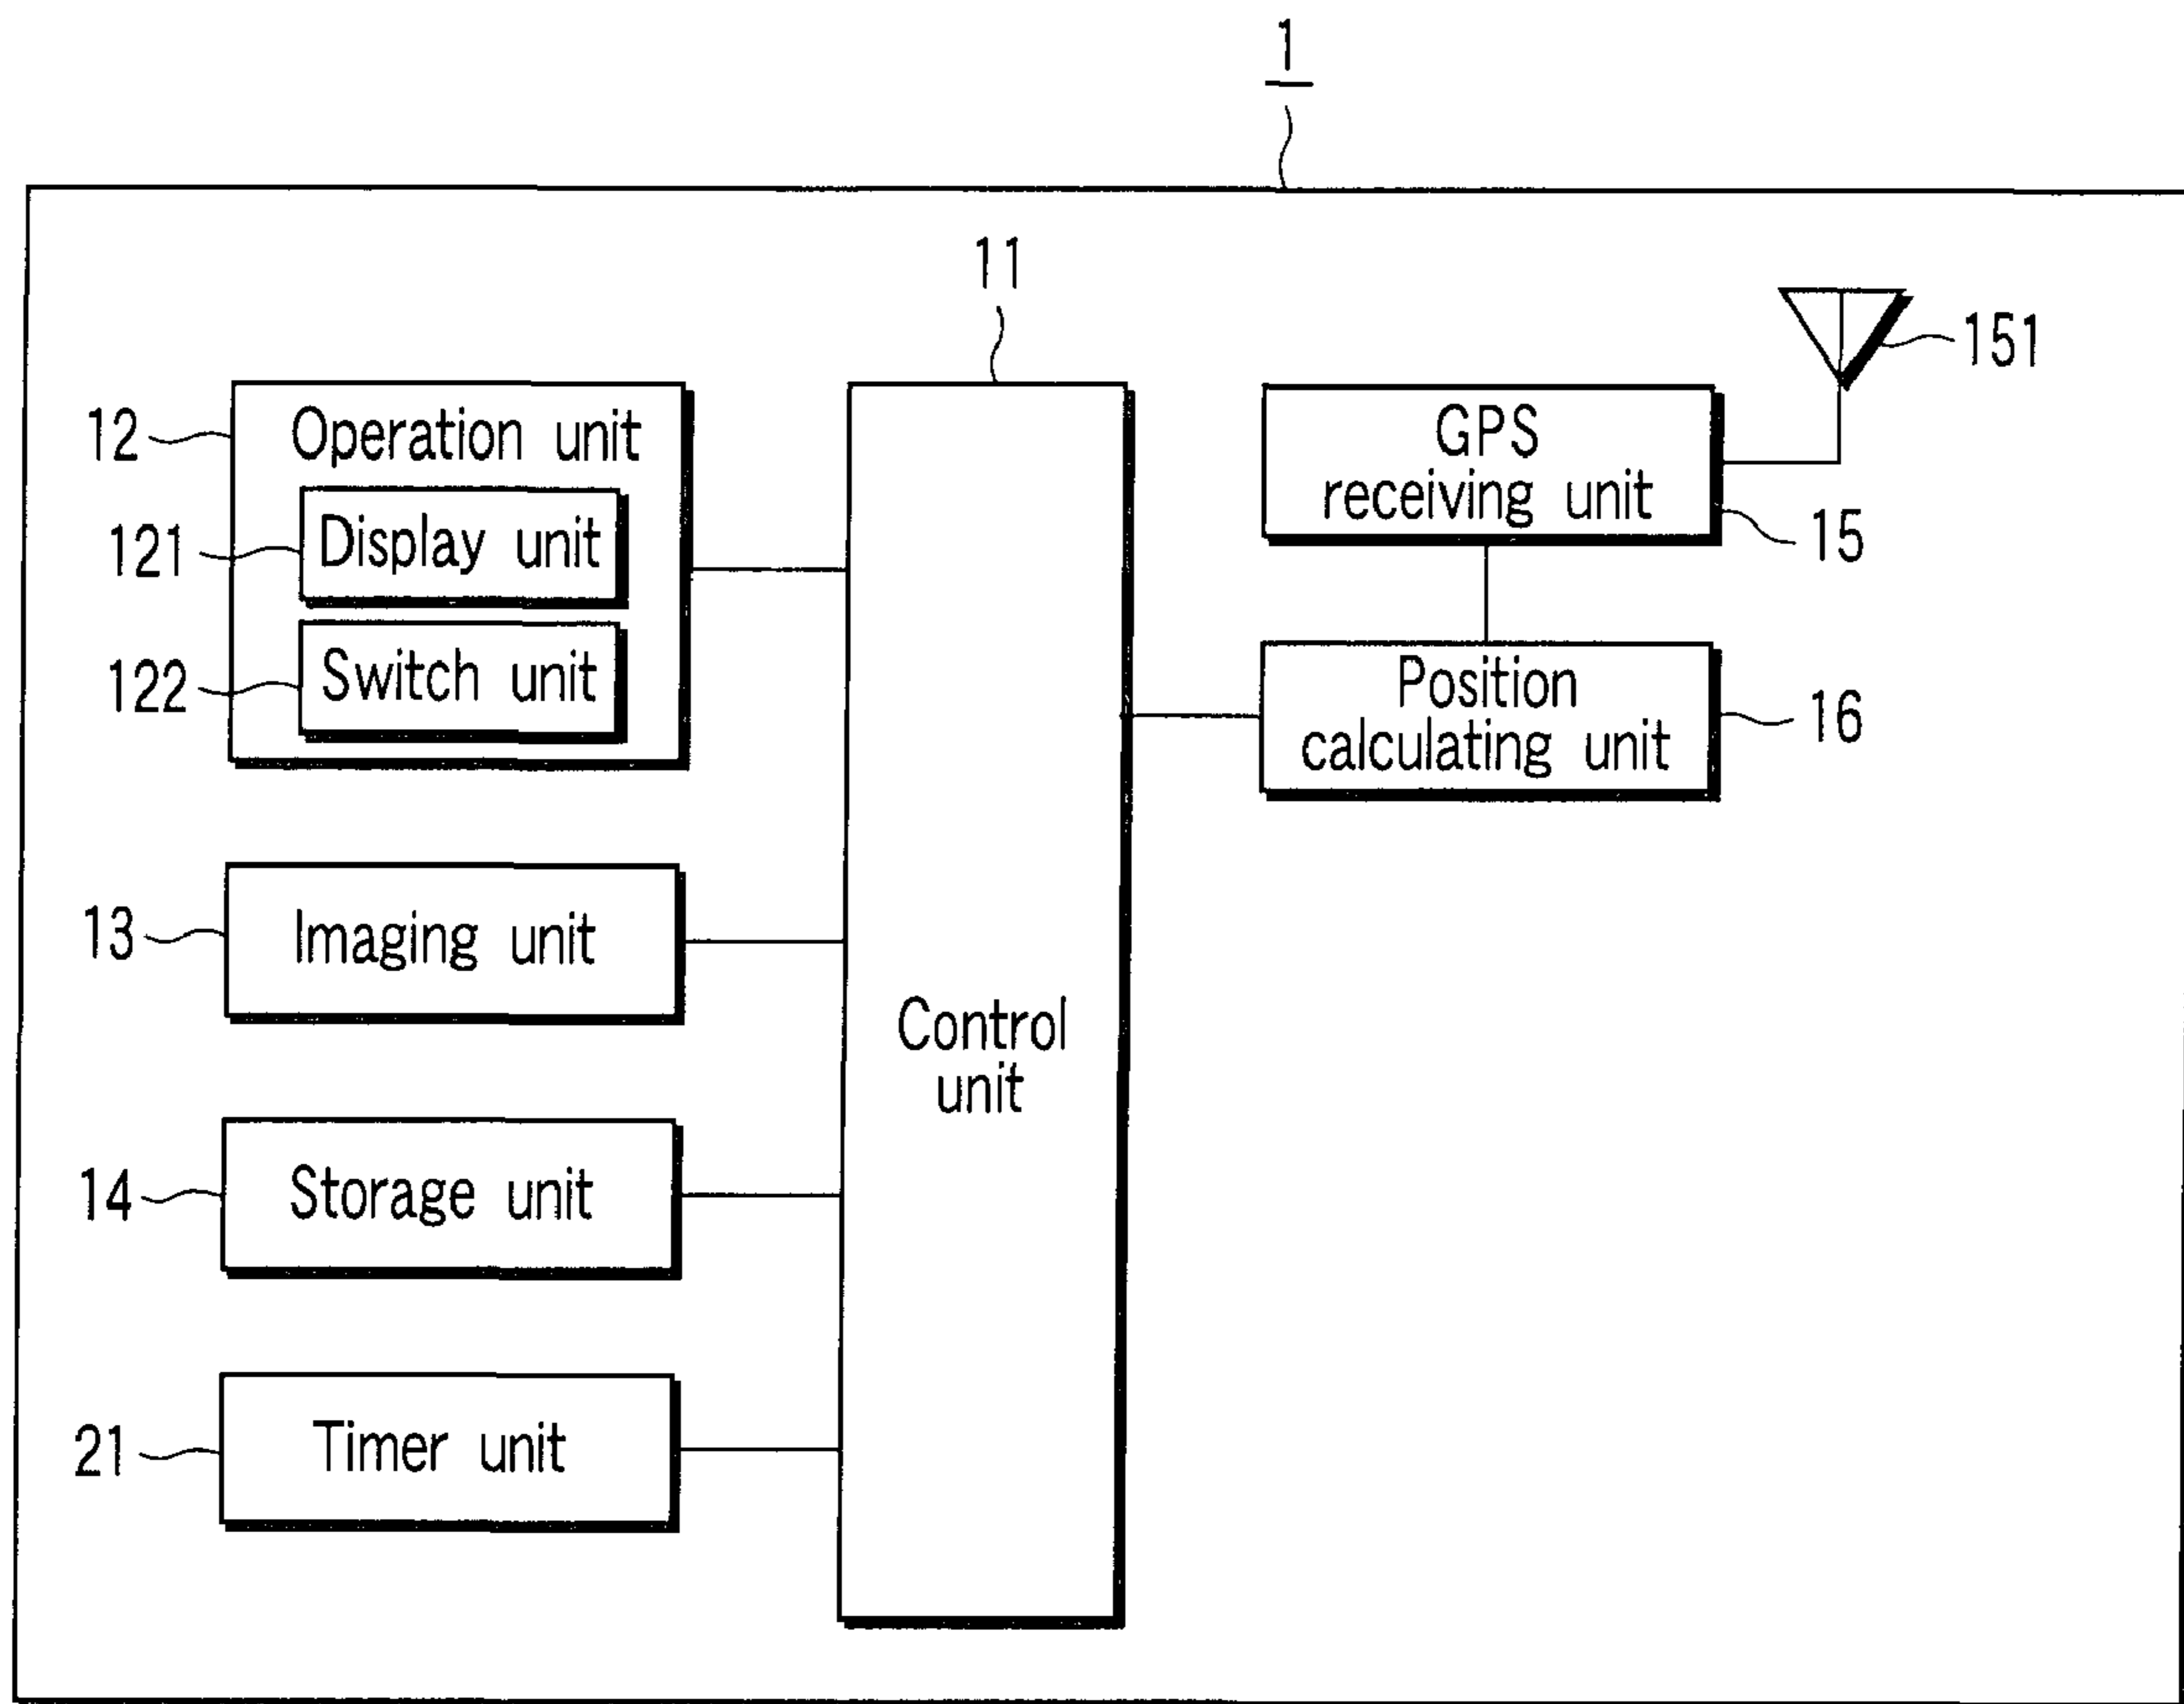 1
11
151
12
Operation unit
GPS
receiving unit
121
Display unit
15
122
Switch unit
Position
calculating unit
16
13
Imaging unit
Control
unit
14
Storage unit
21
Timer unit